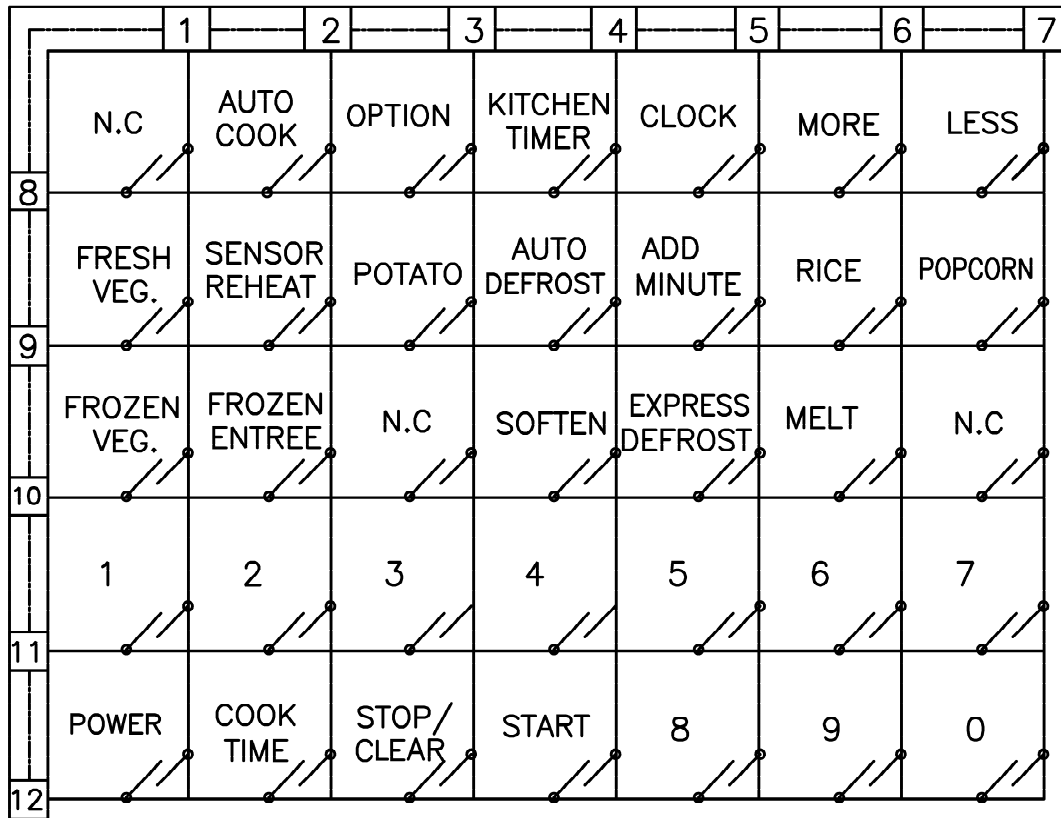 1 2 3 4 5 6 7
N.C
AUTO
COOK
OPTION
KITCHEN
TIMER
CLOCK
MORE
LESS
8
FRESH
VEG.
SENSOR
REHEAT
POTATO
AUTO
DEFROST
ADD
MINUTE
RICE
POPCORN
9
FROZEN
VEG.
FROZEN
ENTREE
N.C
SOFTEN
EXPRESS
DEFROST
MELT
N.C
10
1 2 3 4 5 6 7
11
POWER
COOK
TIME
STOP/
CLEAR
START
8
9
0
12